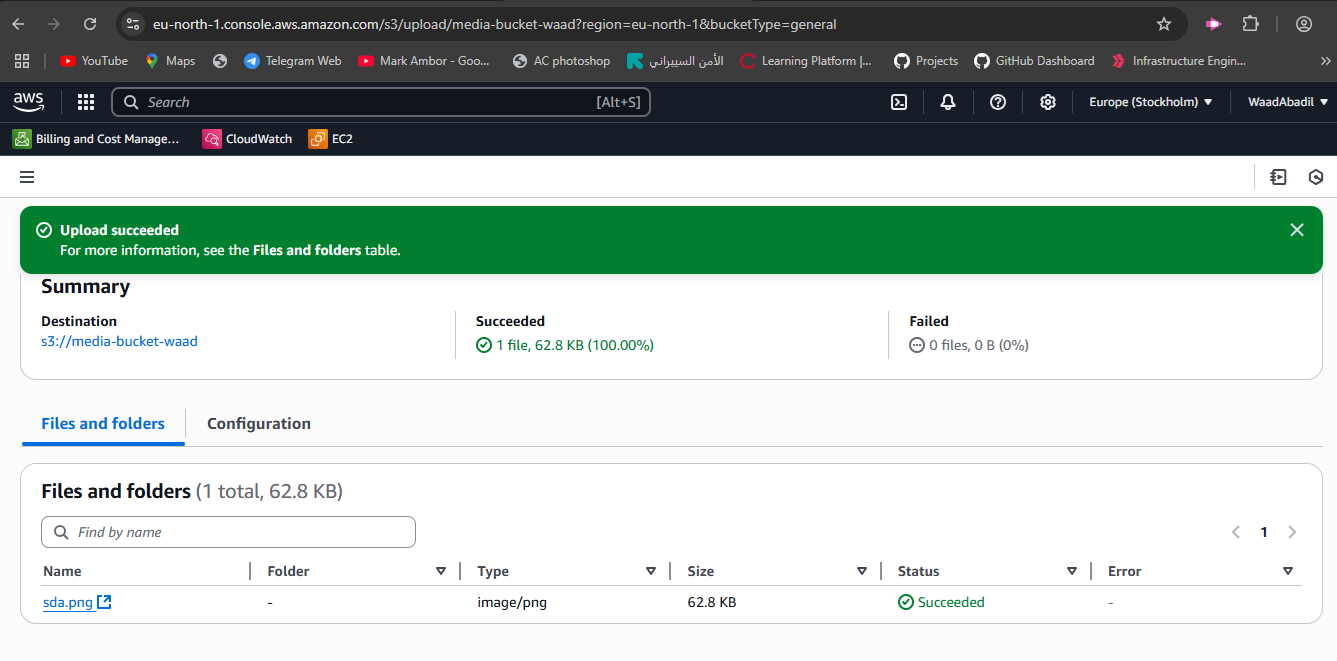 eu-north-1.console.aws.amazon.com/s3/upload/media-bucket-waad?region=eu-north-1&bucketType=general
YouTube Maps Telegram Web Mark Ambor - Goo... AC photoshop الأمن السيبراني Learning Platform |... Projects GitHub Dashboard Infrastructure Engin... »
aws Search [Alt+S] Europe (Stockholm) WaadAbadil
Billing and Cost Manage... CloudWatch EC2
Upload succeeded
For more information, see the Files and folders table.
Summary
Destination Succeeded Failed
s3://media-bucket-waad 1 file, 62.8 KB (100.00%) 0 files, 0 B (0%)
Files and folders Configuration
Files and folders (1 total, 62.8 KB)
Find by name 1
Name Folder Type Size Status Error
sda.png - image/png 62.8 KB Succeeded -